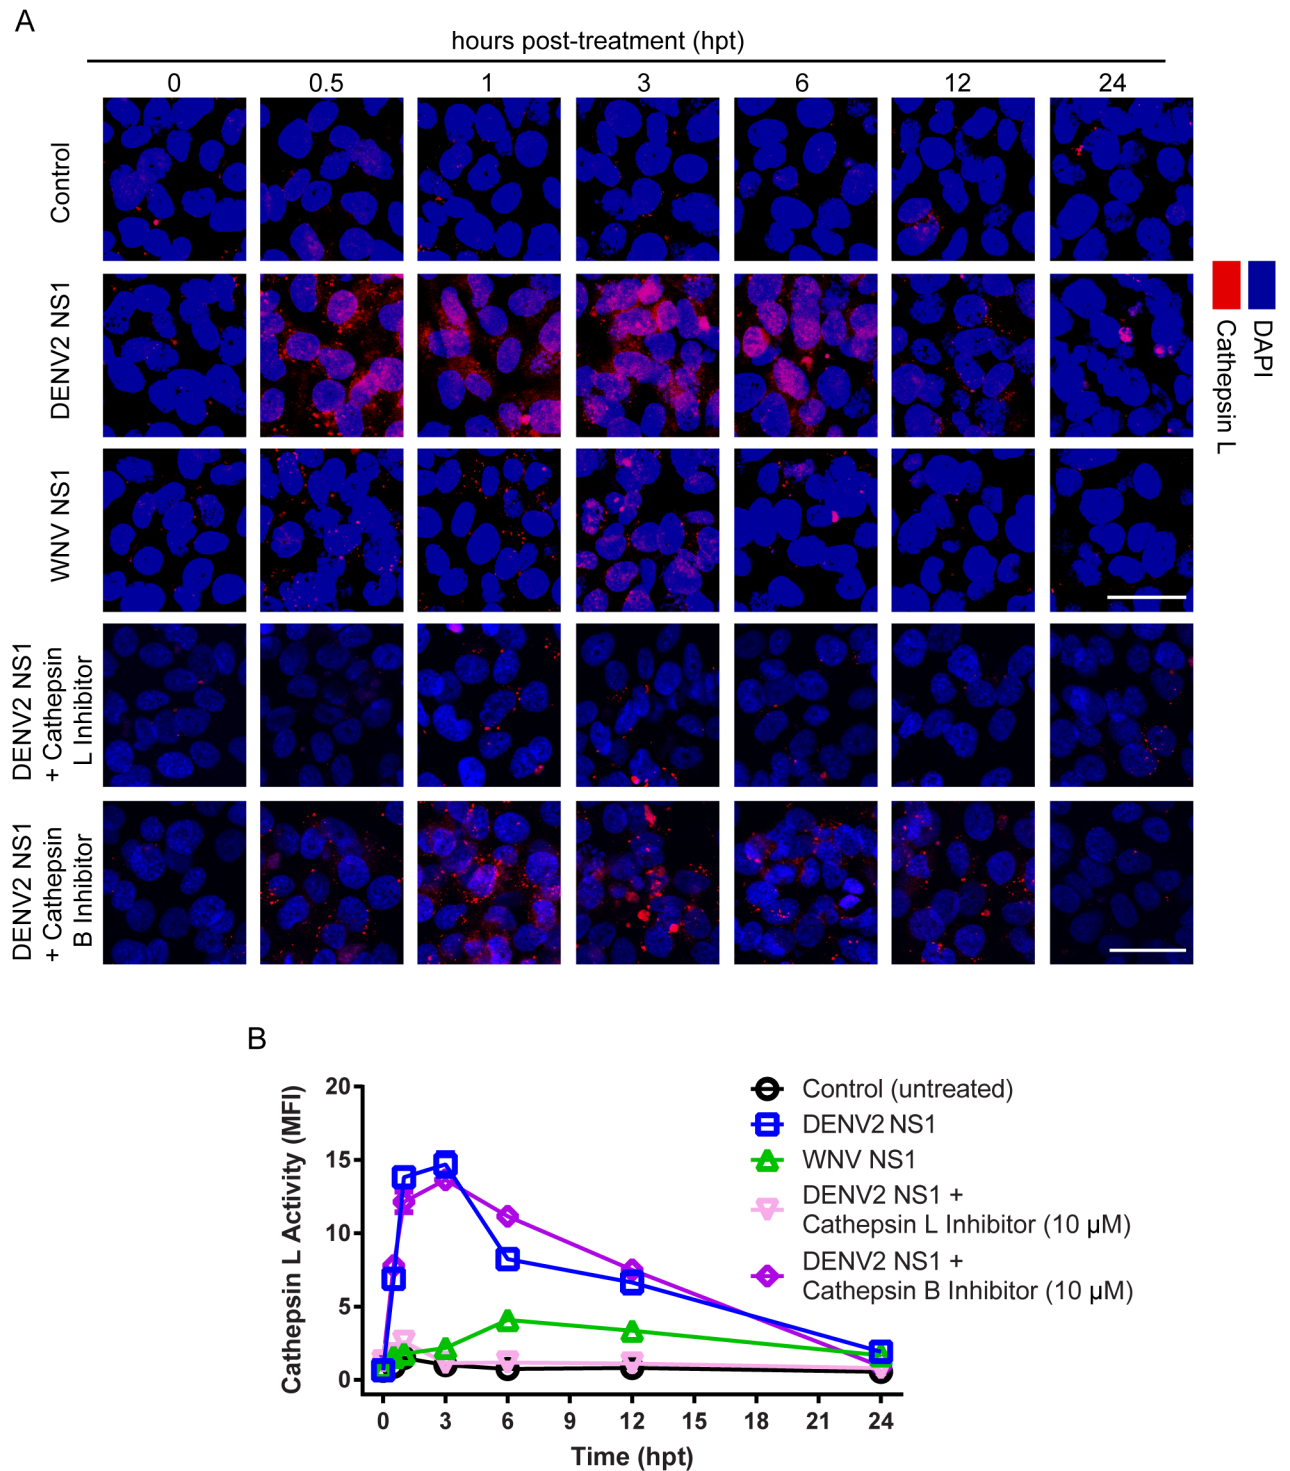 A
hours post-treatment (hpt)
0 0.5 1 3 6 12 24
Control
DENV2 NS1
WNV NS1
DENV2 NS1
+ Cathepsin
L Inhibitor
DENV2 NS1
+ Cathepsin
B Inhibitor
DAPI
Cathepsin L
B
Cathepsin L Activity (MFI)
20
15
10
5
0
0 3 6 9 12 15 18 21 24
Time (hpt)
Control (untreated)
DENV2 NS1
WNV NS1
DENV2 NS1 +
Cathepsin L Inhibitor (10 µM)
DENV2 NS1 +
Cathepsin B Inhibitor (10 µM)